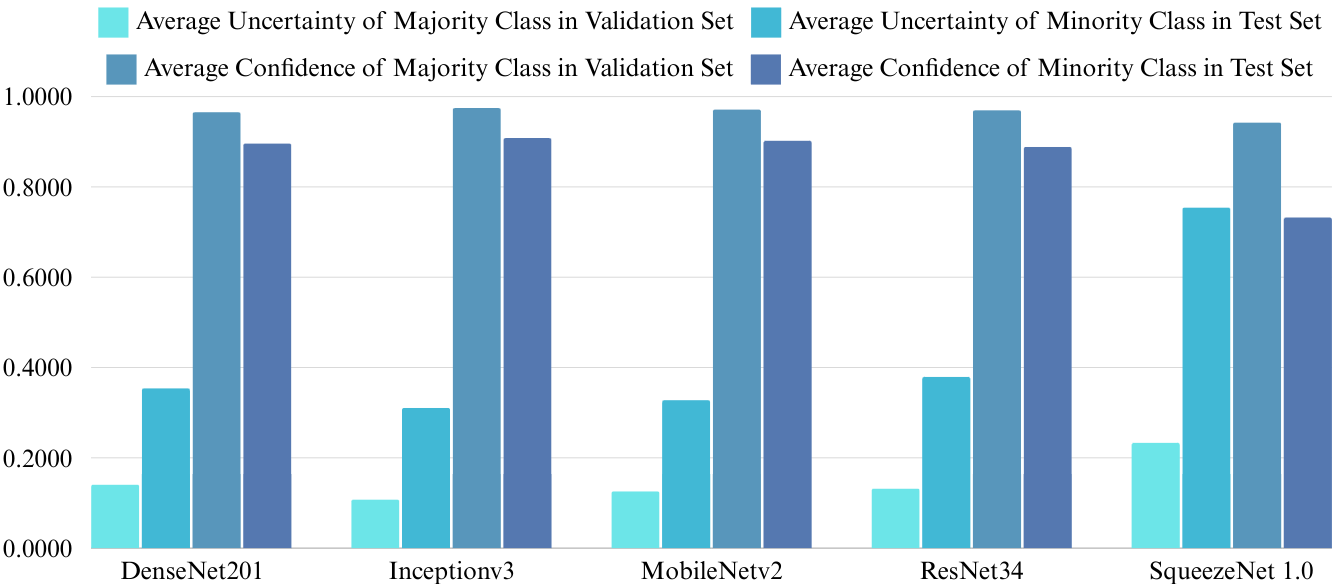 Average Uncertainty of Majority Class in Validation Set
Average Uncertainty of Minority Class in Test Set
Average Confidence of Majority Class in Validation Set
Average Confidence of Minority Class in Test Set
1.0000
0.8000
0.6000
0.4000
0.2000
0.0000
DenseNet201
Inceptionv3
MobileNetv2
ResNet34
SqueezeNet 1.0